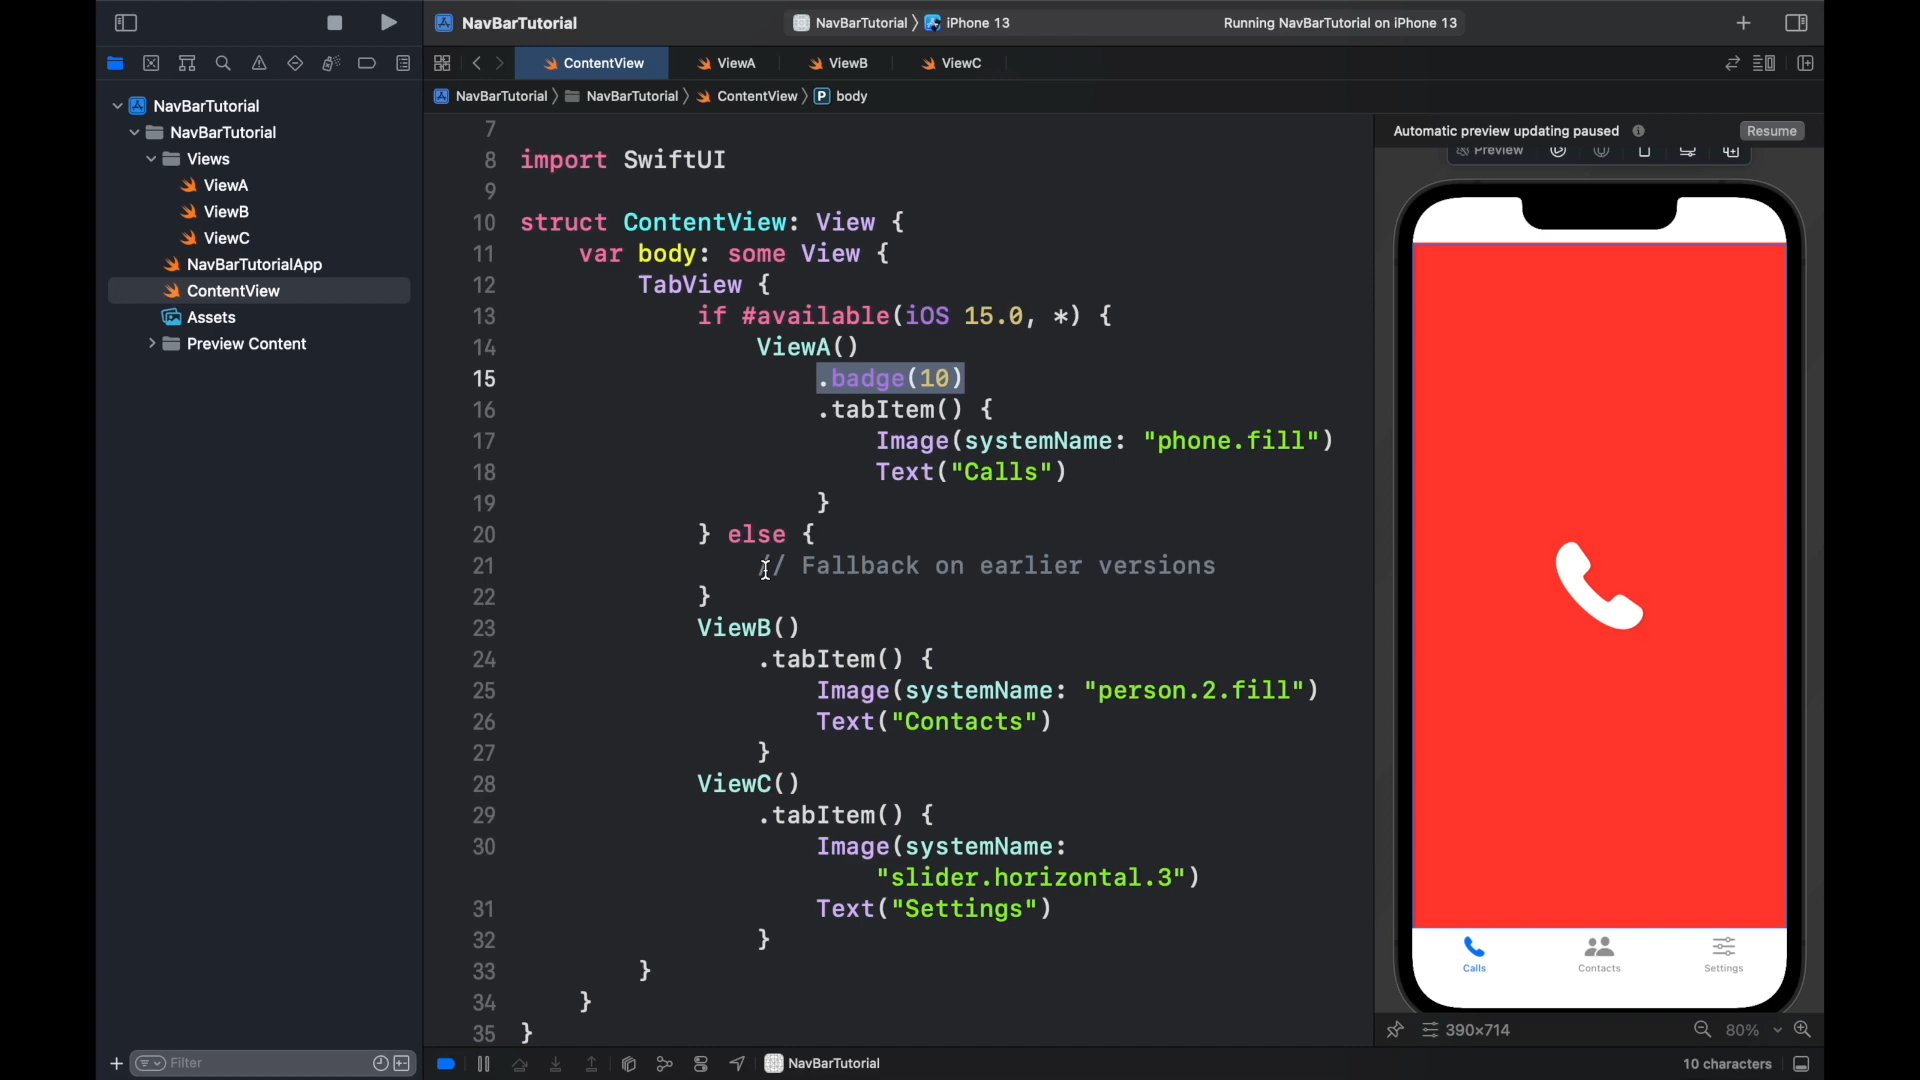 NavBarTutorial
NavBarTutorial 〉 iPhone 13
Running NavBarTutorial on iPhone 13
ContentView
ViewA
ViewB
ViewC
NavBarTutorial 〉 NavBarTutorial 〉 ContentView 〉 P body
NavBarTutorial
NavBarTutorial
Views
ViewA
ViewB
ViewC
NavBarTutorialApp
ContentView
Assets
Preview Content
Filter
7
8 import SwiftUI
9
10 struct ContentView: View {
11 var body: some View {
12 TabView {
13 if #available(iOS 15.0, *) {
14 ViewA()
15 .badge(10)
16 .tabItem() {
17 Image(systemName: "phone.fill")
18 Text("Calls")
19 }
20 } else {
21 // Fallback on earlier versions
22 }
23 ViewB()
24 .tabItem() {
25 Image(systemName: "person.2.fill")
26 Text("Contacts")
27 }
28 ViewC()
29 .tabItem() {
30 Image(systemName:
"slider.horizontal.3")
31 Text("Settings")
32 }
33 }
34 }
35 }
Automatic preview updating paused
Resume
Preview
Calls
Contacts
Settings
390×714
80%
NavBarTutorial
10 characters